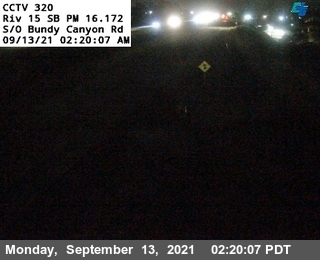 CCTV 320
Riv 15 SB PM 16.172
S/O Bundy Canyon Rd
09/13/21 02:20:07 AM
Monday, September 13, 2021 02:20:07 PDT